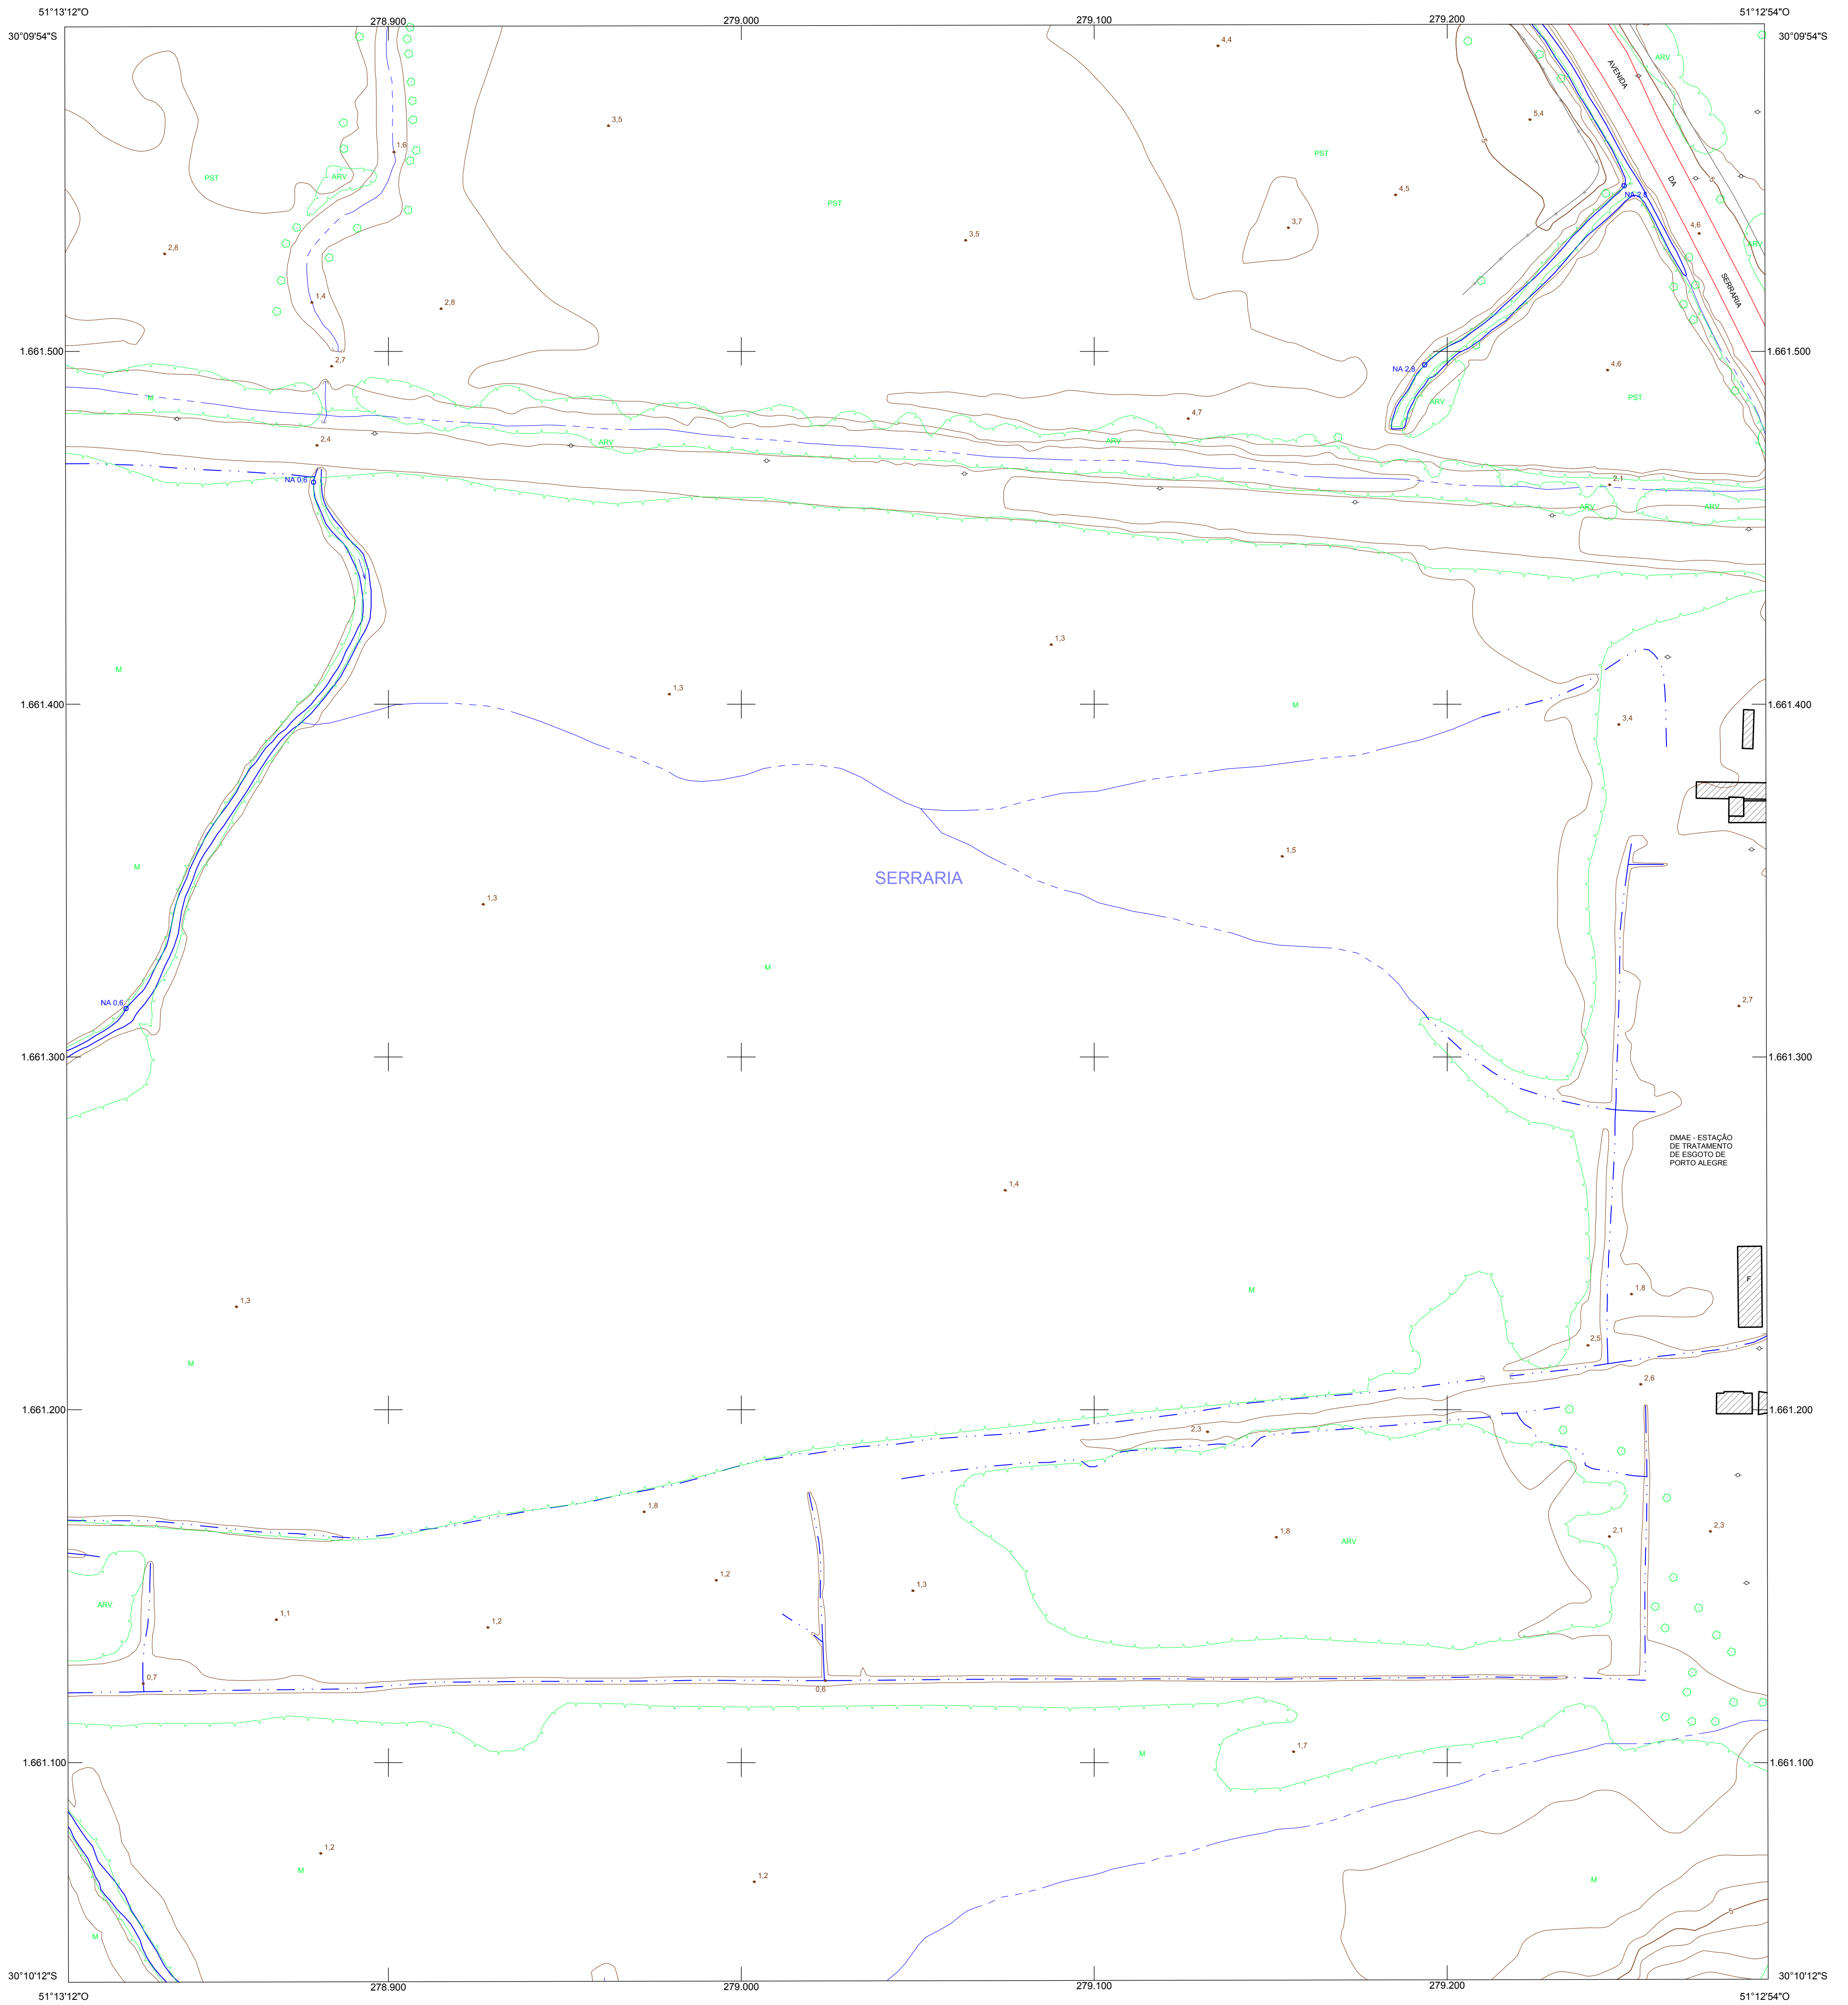 51°13'12"O
278.900
279.000
279.100
279.200
51°12'54"O
30°09'54"S
30°09'54"S
4,4
ARV
AVENIDA
3,5
5,4
5
1,6
PST
ARV
PST
4,5
DA
5
PST
NA 2,8
3,7
4,6
3,5
ARV
2,8
SERRARIA
1,4
2,8
1.661.500
1.661.500
2,7
NA 2,8
4,6
M
ARV
PST
4,7
2,4
ARV
ARV
NA 0,6
2,1
ARV
ARV
1,3
M
1,3
M
1.661.400
1.661.400
3,4
1,5
M
SERRARIA
1,3
M
NA 0,6
2,7
1.661.300
1.661.300
DMAE - ESTAÇÃO
DE TRATAMENTO
DE ESGOTO DE
PORTO ALEGRE
1,4
F
M
1,8
1,3
2,5
M
2,6
1.661.200
1.661.200
2,3
1,8
1,8
2,1
2,3
ARV
1,2
1,3
ARV
1,1
1,2
0,7
0,6
1,7
M
1.661.100
1.661.100
1,2
M
1,2
M
5
M
30°10'12"S
30°10'12"S
278.900
279.000
279.100
279.200
51°13'12"O
51°12'54"O